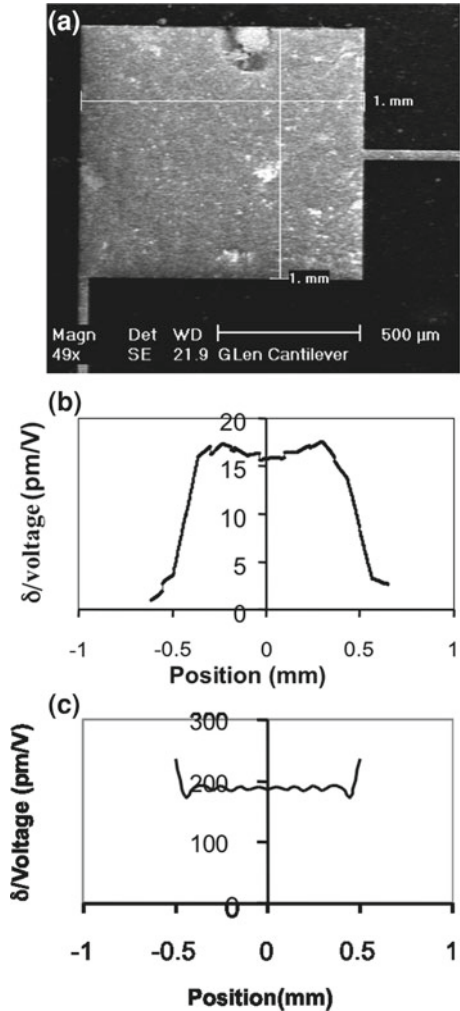 (a)
1. mm
1. mm
Magn Det WD 500 µm
49x SE 21.9 GLen Cantilever
(b)
20
15
10
5
0
-1 -0.5 0 0.5 1
δ/voltage (pm/V)
Position (mm)
(c)
300
200
100
0
-1 -0.5 0 0.5 1
δ/Voltage (pm/V)
Position(mm)